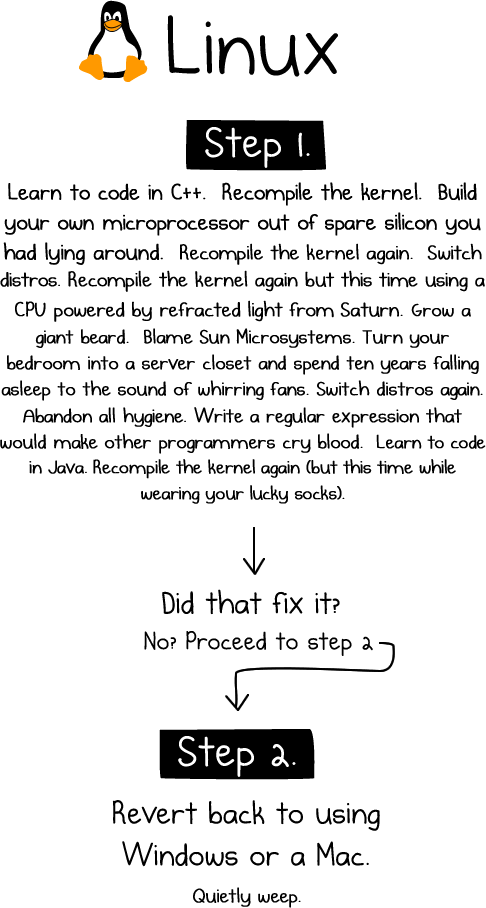 Linux
Step 1.
Learn to code in C++. Recompile the kernel. Build
your own microprocessor out of spare silicon you
had lying around. Recompile the kernel again. Switch
distros. Recompile the kernel again but this time using a
CPU powered by refracted light from Saturn. Grow a
giant beard. Blame Sun Microsystems. Turn your
bedroom into a server closet and spend ten years falling
asleep to the sound of whirring fans. Switch distros again.
Abandon all hygiene. Write a regular expression that
would make other programmers cry blood. Learn to code
in Java. Recompile the kernel again (but this time while
wearing your lucky socks).
Did that fix it?
No? Proceed to step 2
Step 2.
Revert back to using
Windows or a Mac.
Quietly weep.